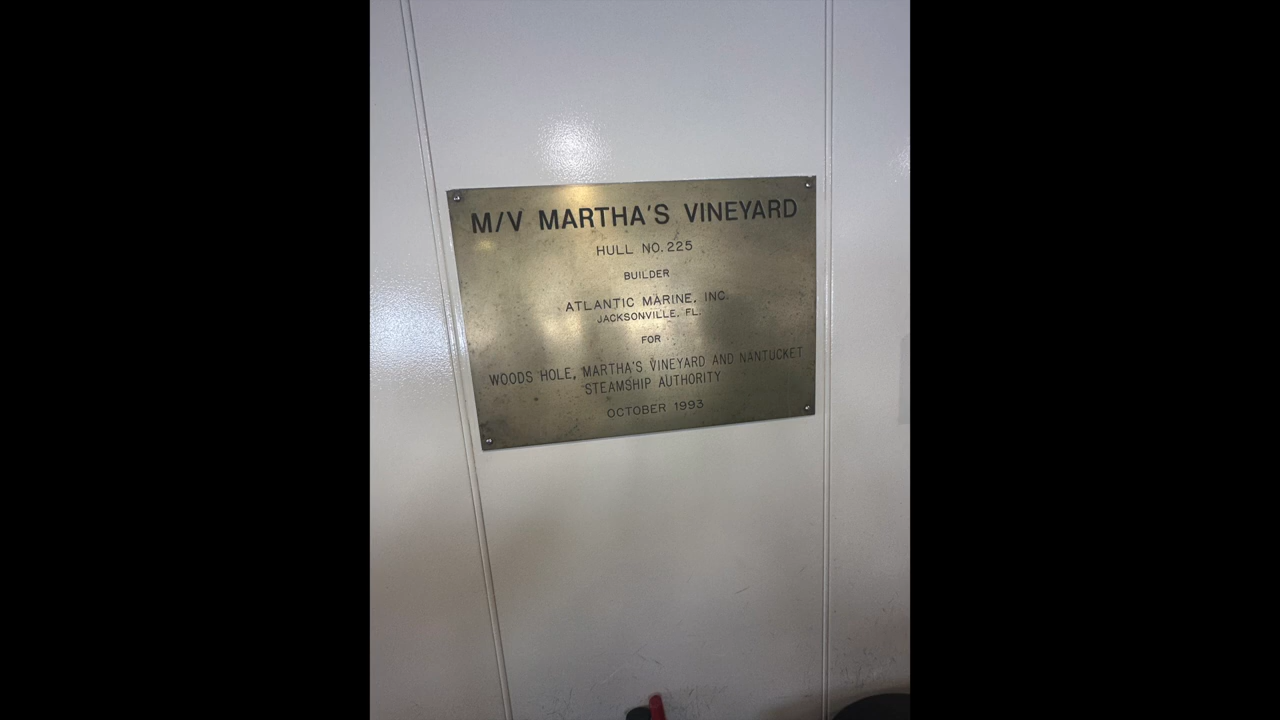 M/V MARTHA'S VINEYARD
HULL NO. 225
BUILDER
ATLANTIC MARINE, INC.
JACKSONVILLE, FL.
FOR
WOODS HOLE, MARTHA'S VINEYARD AND NANTUCKET
STEAMSHIP AUTHORITY
OCTOBER 1993